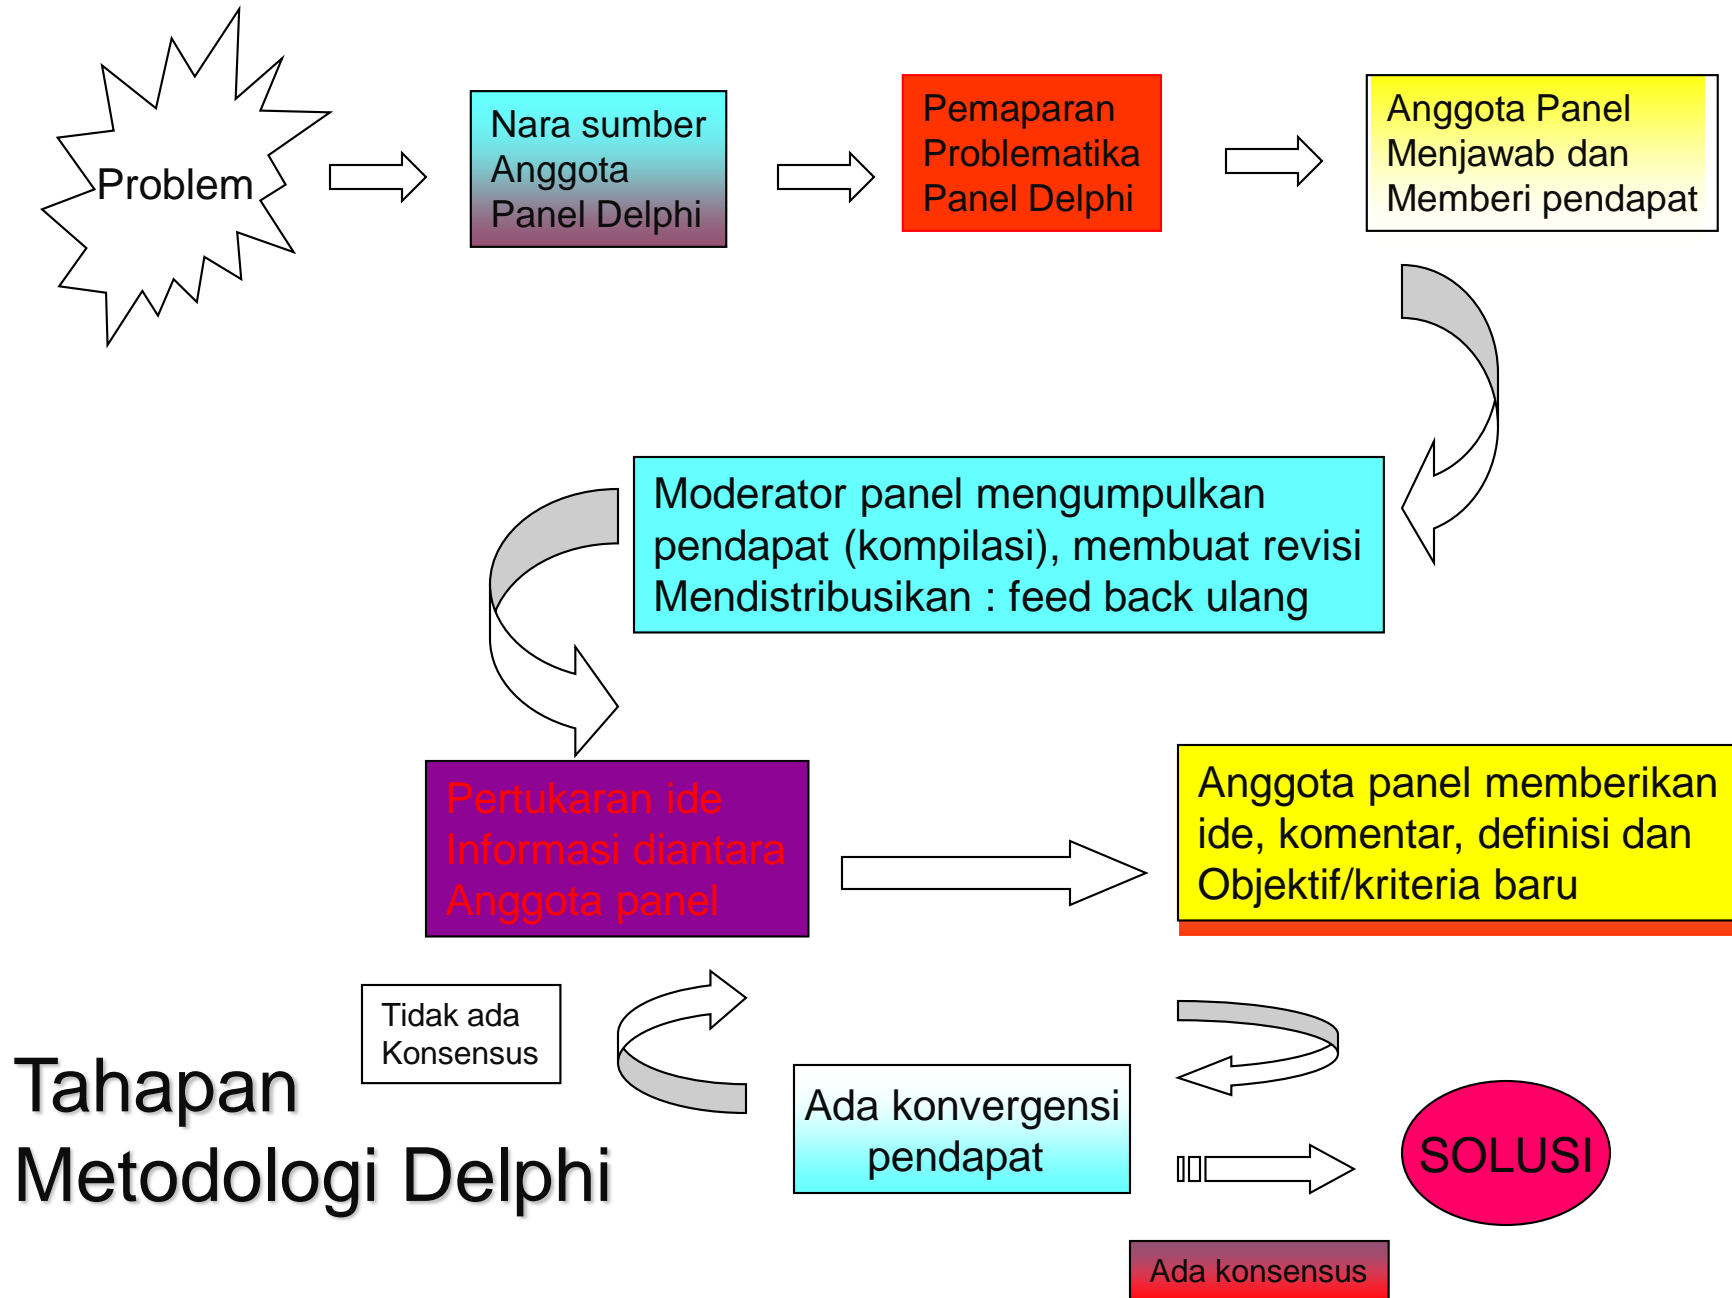 Problem
Nara sumber
Anggota
Panel Delphi
Pemaparan
Problematika
Panel Delphi
Anggota Panel
Menjawab dan
Memberi pendapat
Moderator panel mengumpulkan
pendapat (kompilasi), membuat revisi
Mendistribusikan : feed back ulang
Pertukaran ide
Informasi diantara
Anggota panel
Anggota panel memberikan
ide, komentar, definisi dan
Objektif/kriteria baru
Tidak ada
Konsensus
Ada konvergensi
pendapat
SOLUSI
Ada konsensus
Tahapan
Metodologi Delphi